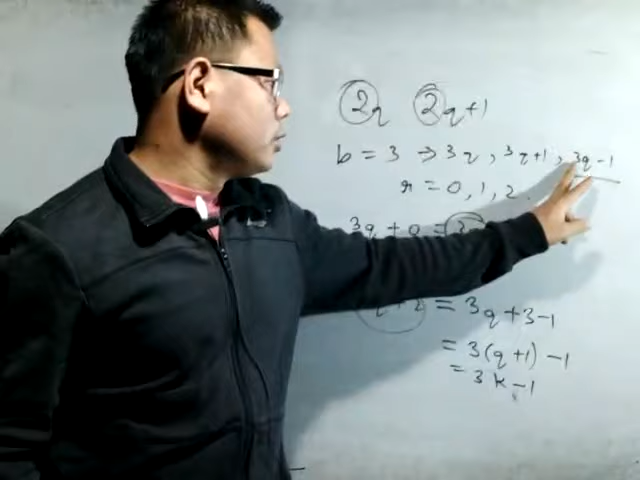 2q 2q+1
b = 3 ⇒ 3q, 3q+1, 3q-1
r = 0, 1, 2.
3q + 0 = 3
q + 2 = 3q + 3-1
= 3(q+1) -1
= 3k-1